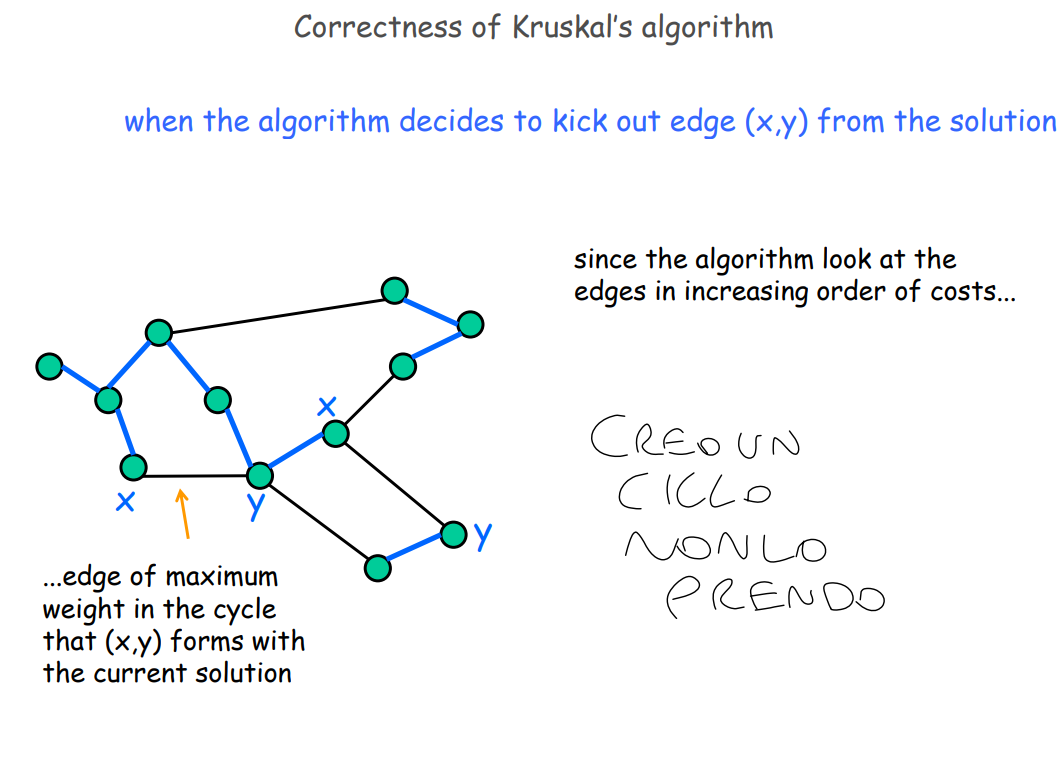 Correctness of Kruskal's algorithm
when the algorithm decides to kick out edge (x,y) from the solution
since the algorithm look at the
edges in increasing order of costs...
x
x
y
y
...edge of maximum
weight in the cycle
that (x,y) forms with
the current solution
CREO UN
CICLO
NON LO
PRENDO